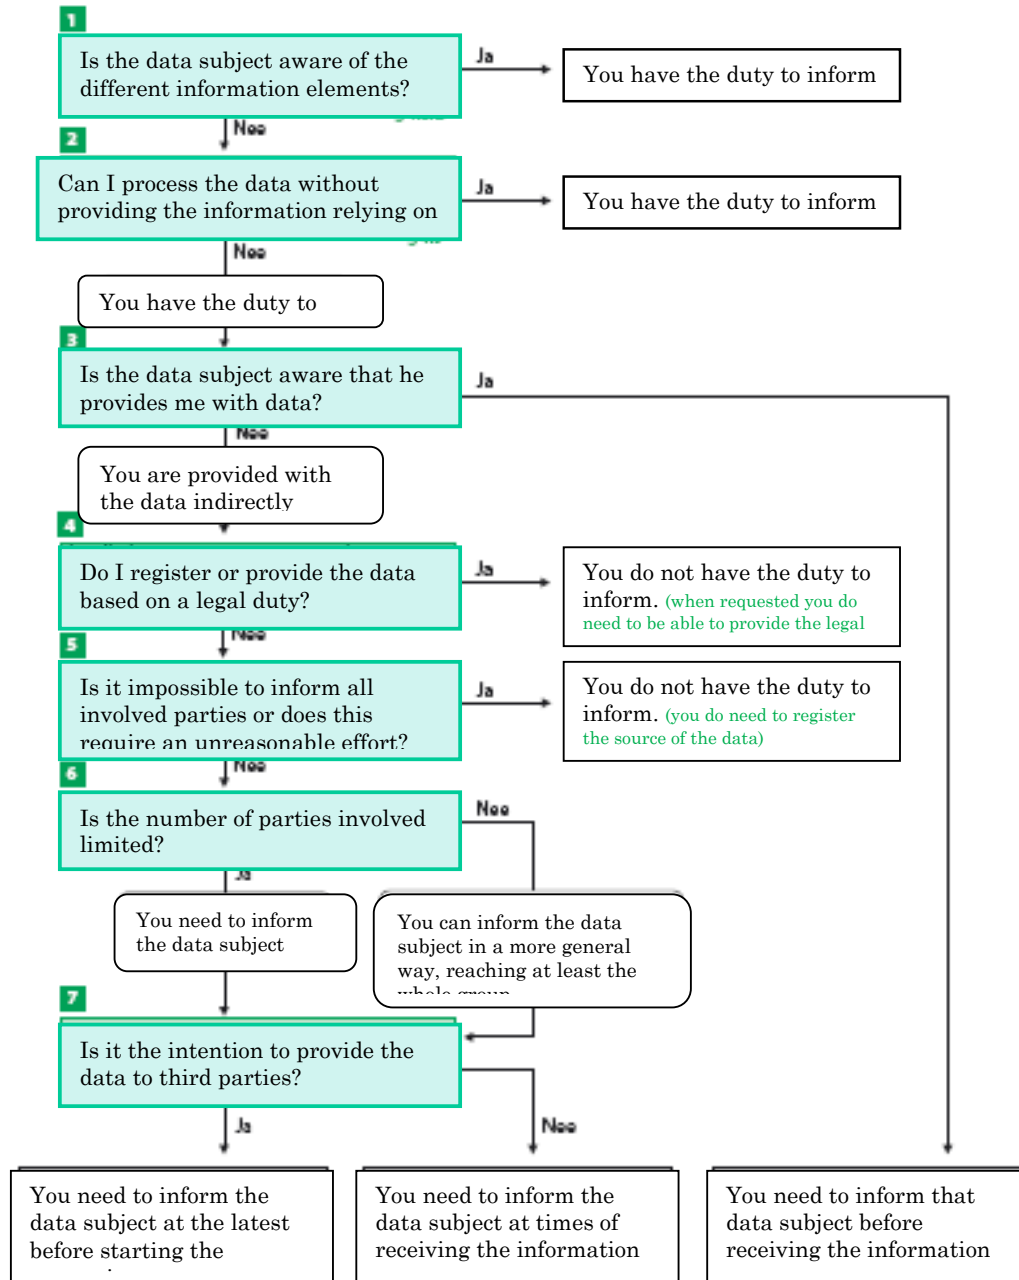 1
Is the data subject aware of the
different information elements?
Ja
You have the duty to inform
Nee
2
Can I process the data without
providing the information relying on
Ja
You have the duty to inform
Nee
You have the duty to
3
Is the data subject aware that he
provides me with data?
Ja
Nee
You are provided with
the data indirectly
4
Do I register or provide the data
based on a legal duty?
Ja
You do not have the duty to
inform. (when requested you do
need to be able to provide the legal
Nee
5
Is it impossible to inform all
involved parties or does this
require an unreasonable effort?
Ja
You do not have the duty to
inform. (you do need to register
the source of the data)
Nee
6
Is the number of parties involved
limited?
Nee
Ja
You need to inform
the data subject
You can inform the data
subject in a more general
way, reaching at least the
whole group
7
Is it the intention to provide the
data to third parties?
Ja
Nee
You need to inform the
data subject at the latest
before starting the
You need to inform the
data subject at times of
receiving the information
You need to inform that
data subject before
receiving the information